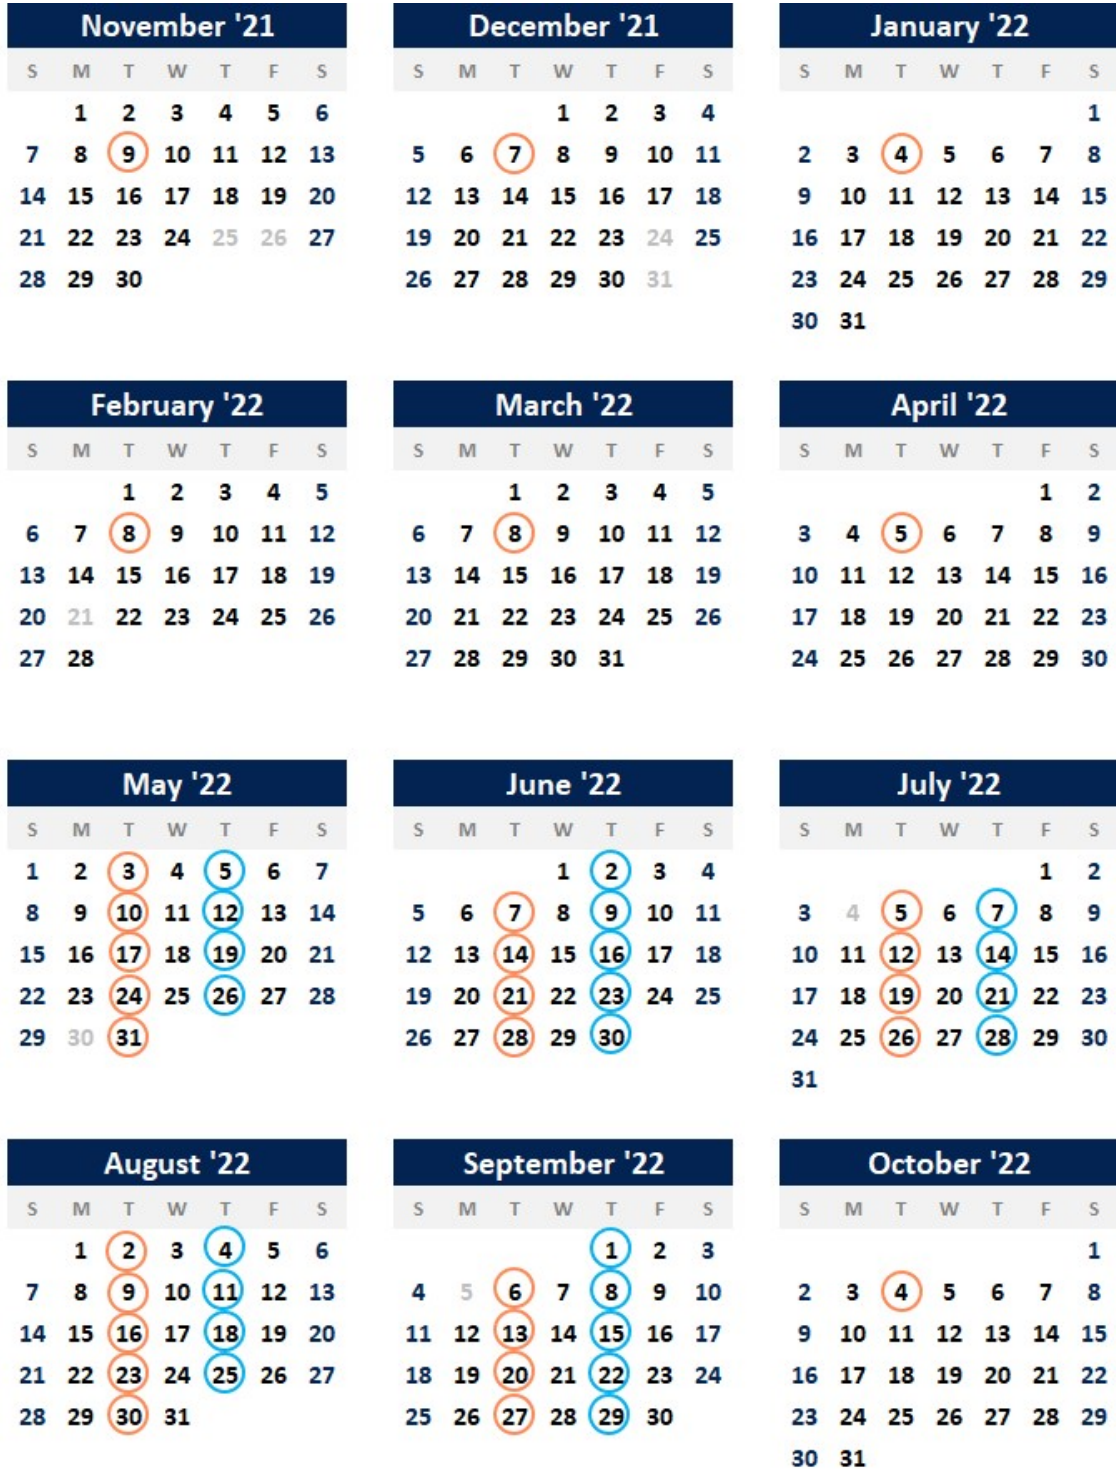 November '21
S M T W T F S
1 2 3 4 5 6
7 8 9 10 11 12 13
14 15 16 17 18 19 20
21 22 23 24 25 26 27
28 29 30
December '21
S M T W T F S
1 2 3 4
5 6 7 8 9 10 11
12 13 14 15 16 17 18
19 20 21 22 23 24 25
26 27 28 29 30 31
January '22
S M T W T F S
1
2 3 4 5 6 7 8
9 10 11 12 13 14 15
16 17 18 19 20 21 22
23 24 25 26 27 28 29
30 31
February '22
S M T W T F S
1 2 3 4 5
6 7 8 9 10 11 12
13 14 15 16 17 18 19
20 21 22 23 24 25 26
27 28
March '22
S M T W T F S
1 2 3 4 5
6 7 8 9 10 11 12
13 14 15 16 17 18 19
20 21 22 23 24 25 26
27 28 29 30 31
April '22
S M T W T F S
1 2
3 4 5 6 7 8 9
10 11 12 13 14 15 16
17 18 19 20 21 22 23
24 25 26 27 28 29 30
May '22
S M T W T F S
1 2 3 4 5 6 7
8 9 10 11 12 13 14
15 16 17 18 19 20 21
22 23 24 25 26 27 28
29 30 31
June '22
S M T W T F S
1 2 3 4
5 6 7 8 9 10 11
12 13 14 15 16 17 18
19 20 21 22 23 24 25
26 27 28 29 30
July '22
S M T W T F S
1 2
3 4 5 6 7 8 9
10 11 12 13 14 15 16
17 18 19 20 21 22 23
24 25 26 27 28 29 30
31
August '22
S M T W T F S
1 2 3 4 5 6
7 8 9 10 11 12 13
14 15 16 17 18 19 20
21 22 23 24 25 26 27
28 29 30 31
September '22
S M T W T F S
1 2 3
4 5 6 7 8 9 10
11 12 13 14 15 16 17
18 19 20 21 22 23 24
25 26 27 28 29 30
October '22
S M T W T F S
1
2 3 4 5 6 7 8
9 10 11 12 13 14 15
16 17 18 19 20 21 22
23 24 25 26 27 28 29
30 31